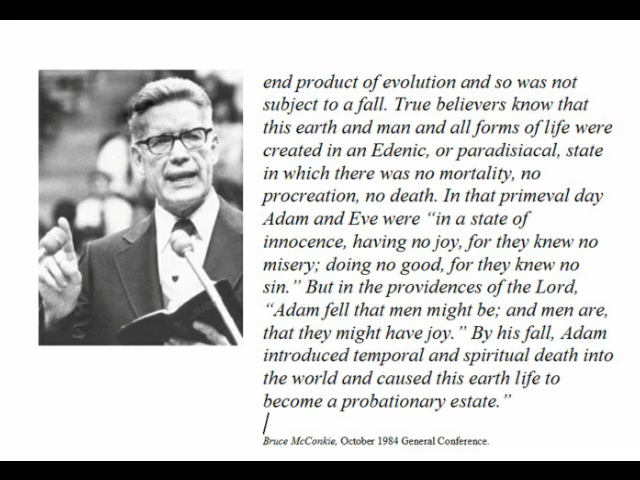 end product of evolution and so was not
subject to a fall. True believers know that
this earth and man and all forms of life were
created in an Edenic, or paradisiacal, state
in which there was no mortality, no
procreation, no death. In that primeval day
Adam and Eve were “in a state of
innocence, having no joy, for they knew no
misery; doing no good, for they knew no
sin.” But in the providences of the Lord,
“Adam fell that men might be; and men are,
that they might have joy.” By his fall, Adam
introduced temporal and spiritual death into
the world and caused this earth life to
become a probationary estate.”
Bruce McConkie, October 1984 General Conference.